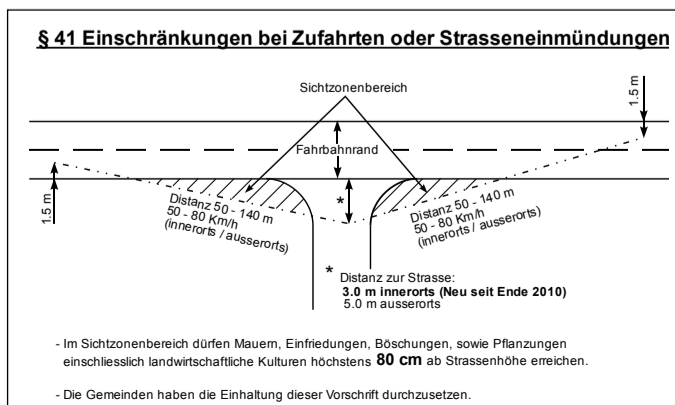 § 41 Einschränkungen bei Zufahrten oder Strasseneinmündungen
Sichtzonenbereich
1.5 m
Fahrbahnrand
1.5 m
*
Distanz 50 - 140 m
50 - 80 Km/h
(innerorts / ausserorts)
Distanz 50 - 140 m
50 - 80 Km/h
(innerorts / ausserorts)
* Distanz zur Strasse:
3.0 m innerorts (Neu seit Ende 2010)
5.0 m ausserorts
- Im Sichtzonenbereich dürfen Mauern, Einfriedungen, Böschungen, sowie Pflanzungen
einschliesslich landwirtschaftliche Kulturen höchstens 80 cm ab Strassenhöhe erreichen.
- Die Gemeinden haben die Einhaltung dieser Vorschrift durchzusetzen.